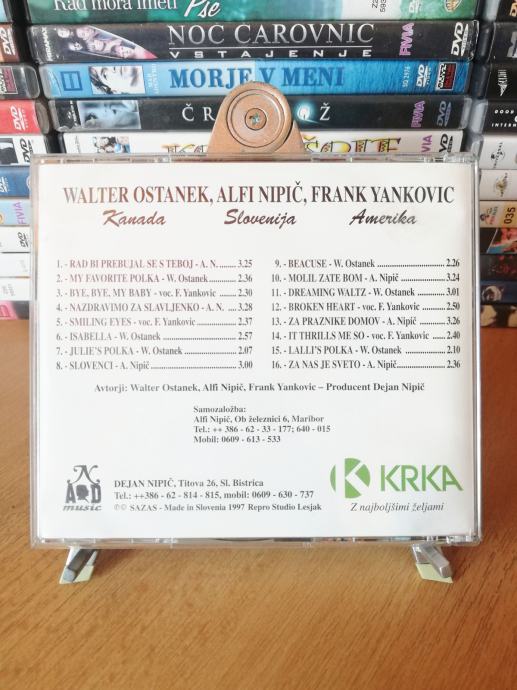 Rad mora imeti Pse
NOC CAROVNIC
VSTAJENJE
FIVIA
MORJE V MENI
DVD
WALTER OSTANEK, ALFI NIPIČ, FRANK YANKOVIC
Kanada Slovenija Amerika
1. - RAD BI PREBUJAL SE S TEBOJ - A. N. ....... 3.25
2. - MY FAVORITE POLKA - W. Ostanek ........ 2.36
3. - BYE, BYE, MY BABY - voc. F. Yankovic ..... 2.30
4. - NAZDRAVIMO ZA SLAVLJENKO - A. N. ... 3.28
5. - SMILING EYES - voc. F. Yankovic ............ 2.37
6. - ISABELLA - W. Ostanek ............ 2.57
7. - JULIE'S POLKA - W. Ostanek ............ 2.07
8. - SLOVENCI - A. Nipič ............ 3.00
9. - BEACUSE - W. Ostanek ............ 2.26
10. - MOLIL ZATE BOM - A. Nipič ............ 3.24
11. - DREAMING WALTZ - W. Ostanek ............ 3.01
12. - BROKEN HEART - voc. F. Yankovic ........ 2.50
13. - ZA PRAZNIKE DOMOV - A. Nipič ............ 3.26
14. - IT THRILLS ME SO - voc. F. Yankovic ..... 2.40
15. - LALLI'S POLKA - W. Ostanek ............ 2.10
16. - ZA NAS JE SVETO - A. Nipič ............ 2.36
Avtorji: Walter Ostanek, Alfi Nipič, Frank Yankovic – Producent Dejan Nipič
Samozaložba:
Alfi Nipič, Ob železnici 6, Maribor
Tel.: ++ 386 - 62 - 33 - 177; 640 - 015
Mobil: 0609 - 613 - 533
N
A D
music
DEJAN NIPIČ, Titova 26, Sl. Bistrica
Tel.: ++386 - 62 - 814 - 815, mobil: 0609 - 630 - 737
℗© SAZAS - Made in Slovenia 1997 Repro Studio Lesjak
KRKA
Z najboljšimi željami